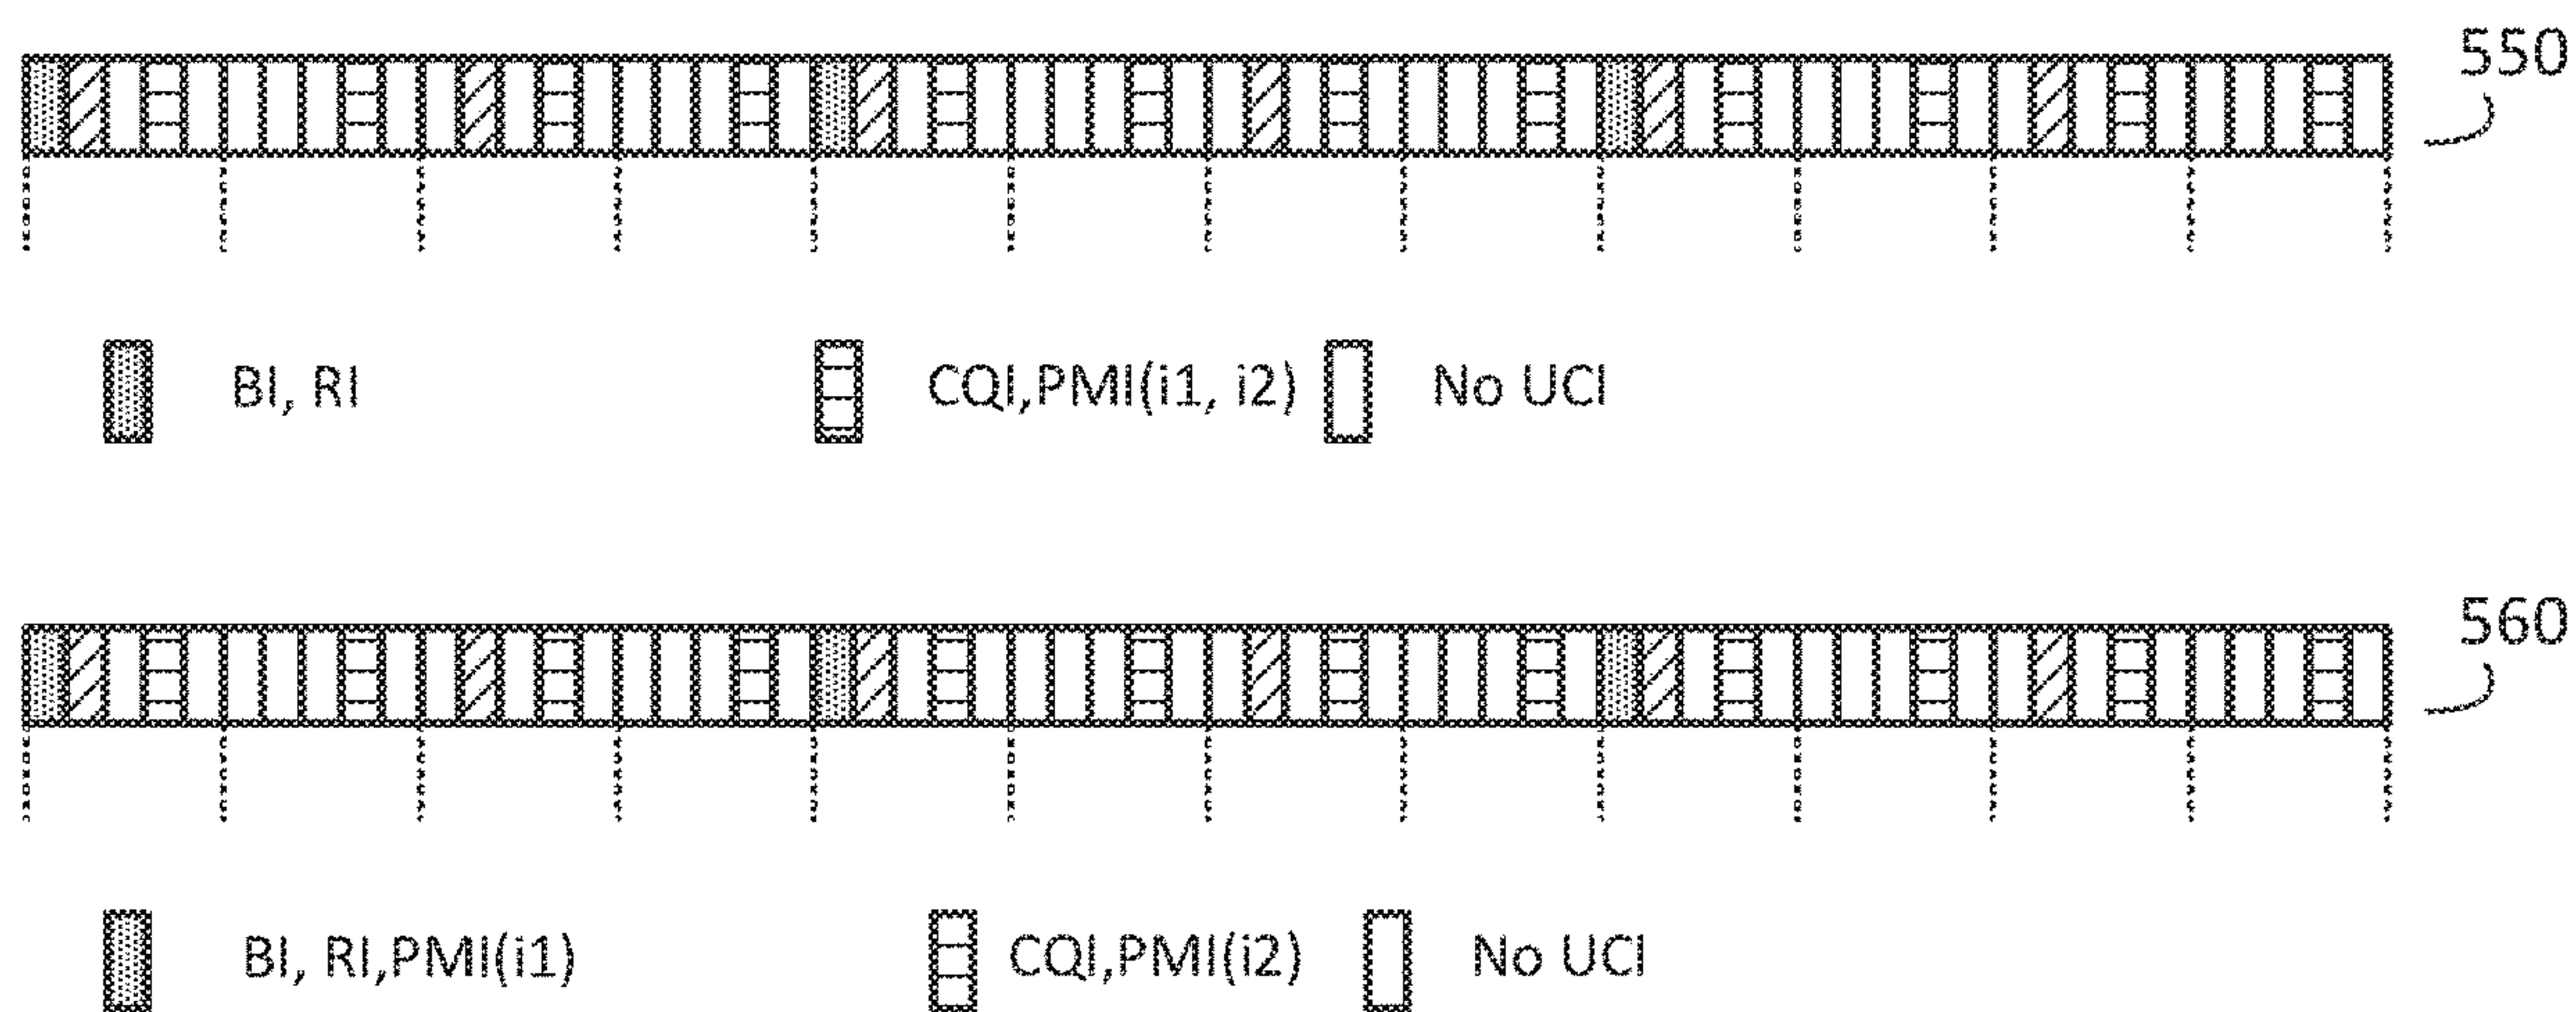 550
BI, RI CQI,PMI(i1, i2) No UCI
560
BI, RI,PMI(i1) CQI,PMI(i2) No UCI